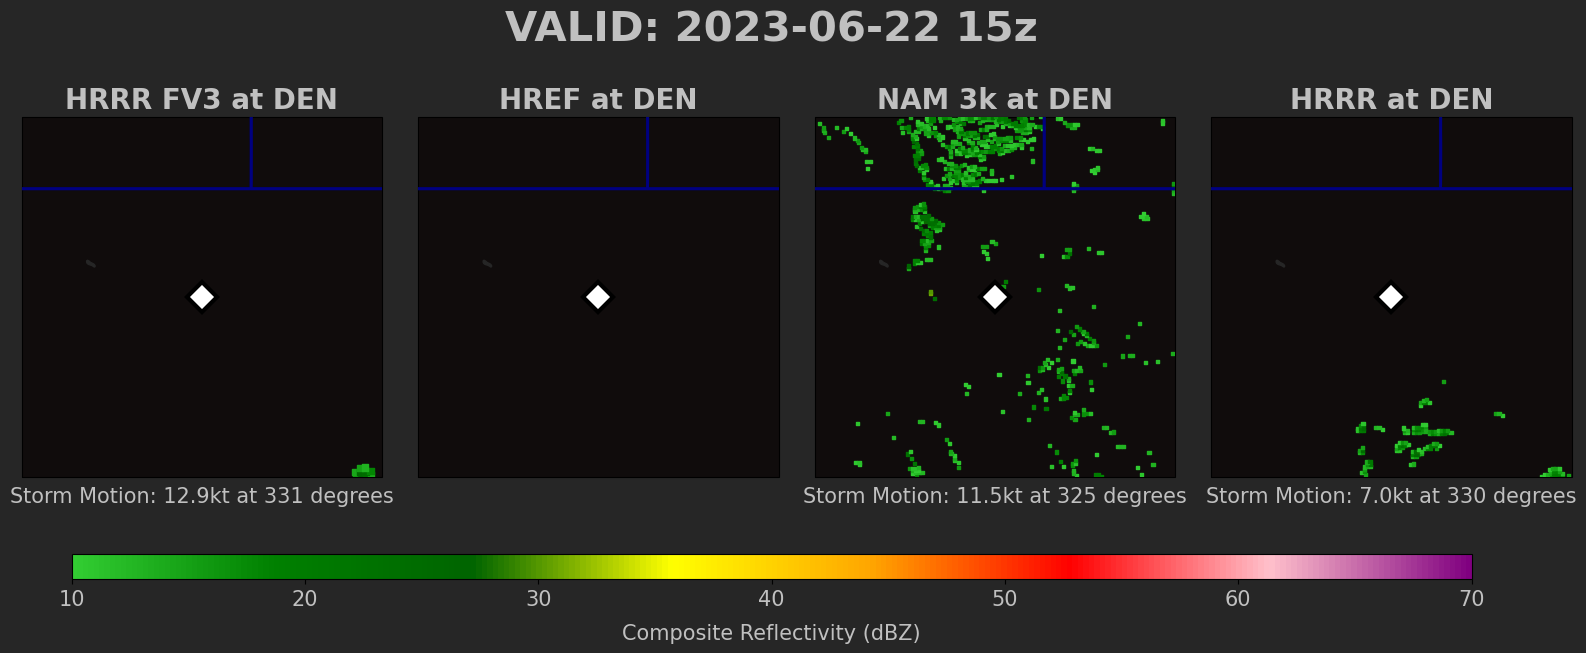 VALID: 2023-06-22 15z
HRRR FV3 at DEN
HREF at DEN
NAM 3k at DEN
HRRR at DEN
Storm Motion: 12.9kt at 331 degrees
Storm Motion: 11.5kt at 325 degrees
Storm Motion: 7.0kt at 330 degrees
10 20 30 40 50 60 70
Composite Reflectivity (dBZ)